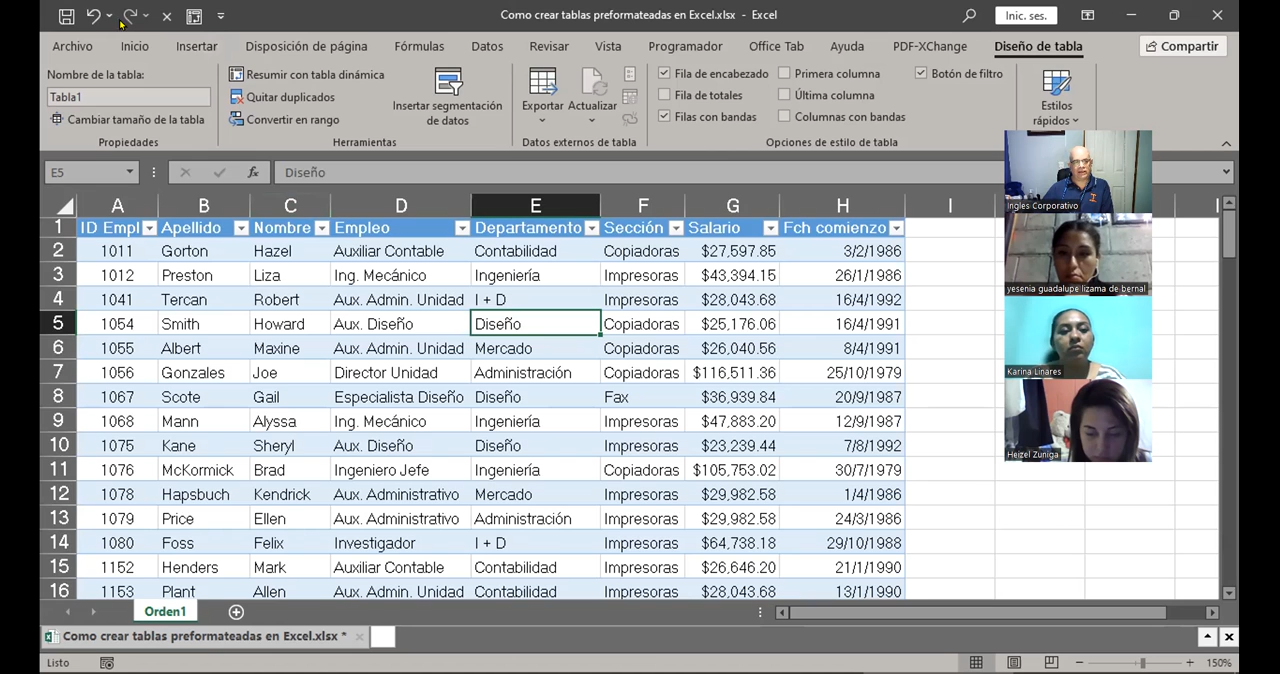 Como crear tablas preformateadas en Excel.xlsx - Excel
Inic. ses.
Archivo Inicio Insertar Disposición de página Fórmulas Datos Revisar Vista Programador Office Tab Ayuda PDF-XChange Diseño de tabla Compartir
Nombre de la tabla:
Tabla1
Cambiar tamaño de la tabla
Propiedades
Resumir con tabla dinámica
Quitar duplicados
Convertir en rango
Insertar segmentación
de datos
Herramientas
Exportar Actualizar
Datos externos de tabla
Fila de encabezado Primera columna Botón de filtro
Fila de totales Última columna
Filas con bandas Columnas con bandas
Opciones de estilo de tabla
Estilos
rápidos
E5 fx Diseño
A B C D E F G H I
1 ID Empl Apellido Nombre Empleo Departamento Sección Salario Fch comienzo
2 1011 Gorton Hazel Auxiliar Contable Contabilidad Copiadoras $27,597.85 3/2/1986
3 1012 Preston Liza Ing. Mecánico Ingeniería Impresoras $43,394.15 26/1/1986
4 1041 Tercan Robert Aux. Admin. Unidad I + D Impresoras $28,043.68 16/4/1992
5 1054 Smith Howard Aux. Diseño Diseño Copiadoras $25,176.06 16/4/1991
6 1055 Albert Maxine Aux. Admin. Unidad Mercado Copiadoras $26,040.56 8/4/1991
7 1056 Gonzales Joe Director Unidad Administración Copiadoras $116,511.36 25/10/1979
8 1067 Scote Gail Especialista Diseño Diseño Fax $36,939.84 20/9/1987
9 1068 Mann Alyssa Ing. Mecánico Ingeniería Impresoras $47,883.20 12/9/1987
10 1075 Kane Sheryl Aux. Diseño Diseño Impresoras $23,239.44 7/8/1992
11 1076 McKormick Brad Ingeniero Jefe Ingeniería Copiadoras $105,753.02 30/7/1979
12 1078 Hapsbuch Kendrick Aux. Administrativo Mercado Impresoras $29,982.58 1/4/1986
13 1079 Price Ellen Aux. Administrativo Administración Impresoras $29,982.58 24/3/1986
14 1080 Foss Felix Investigador I + D Impresoras $64,738.18 29/10/1988
15 1152 Henders Mark Auxiliar Contable Contabilidad Impresoras $26,646.20 21/1/1990
16 1153 Plant Allen Aux. Admin. Unidad Contabilidad Impresoras $28,043.68 13/1/1990
Ingles Corporativo
yesenia guadalupe lizama de bernal
Karina Linares
Heizel Zuniga
Orden1
Como crear tablas preformateadas en Excel.xlsx *
Listo
150%